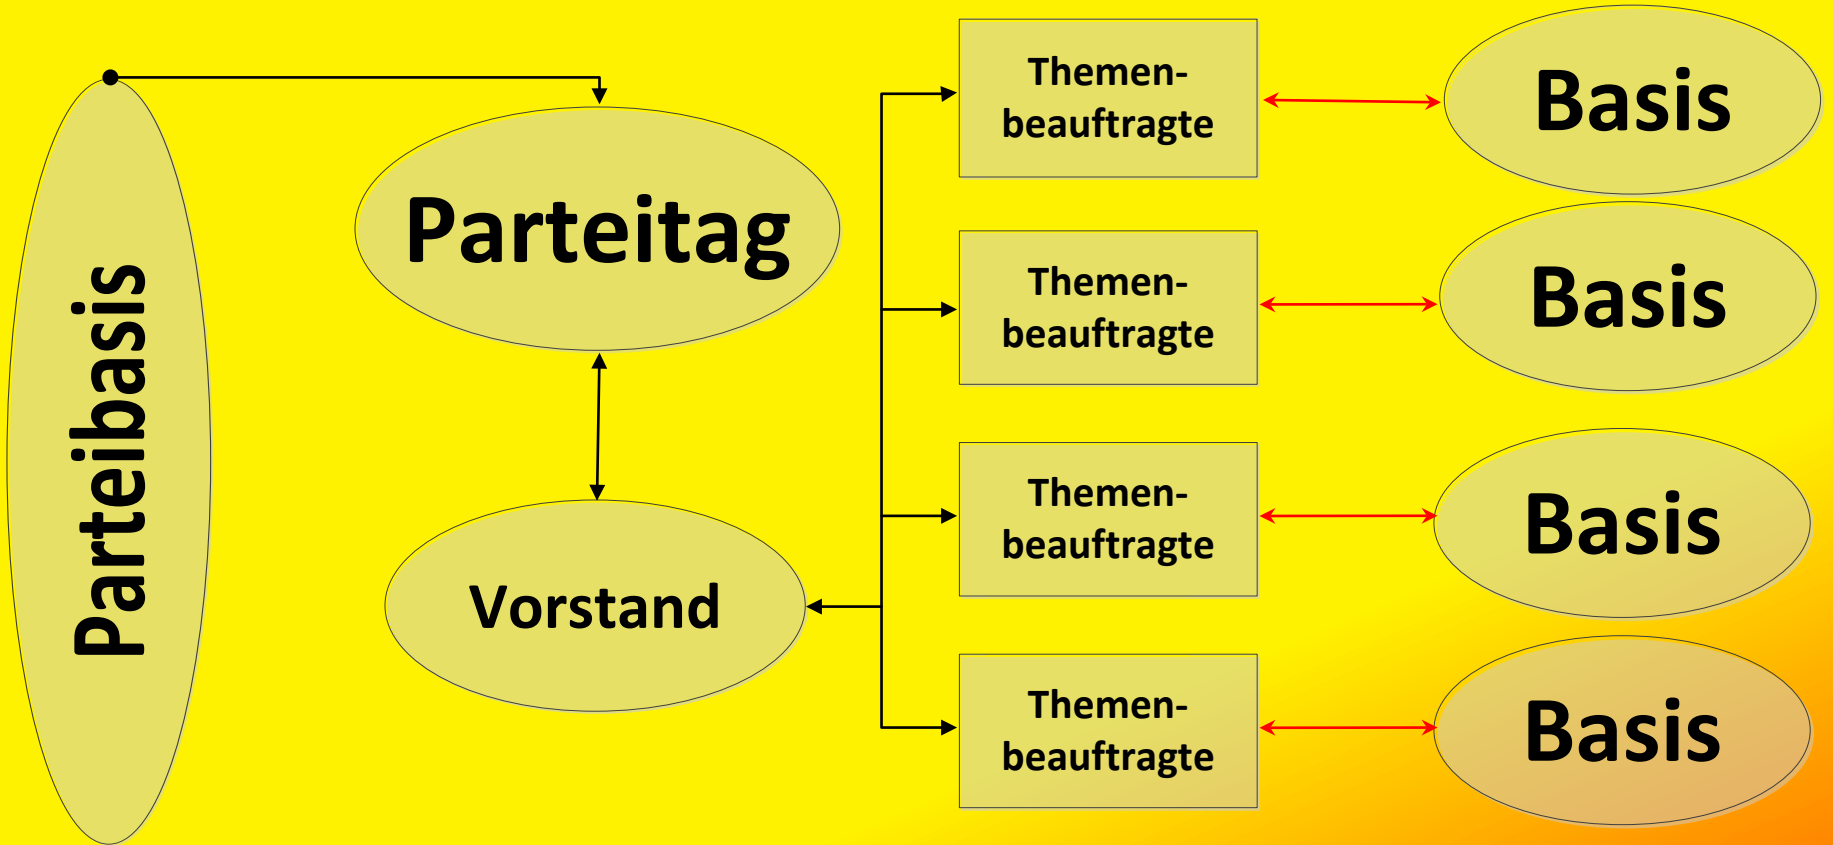 Parteibasis
Parteitag
Vorstand
Themen-
beauftragte
Basis
Themen-
beauftragte
Basis
Themen-
beauftragte
Basis
Themen-
beauftragte
Basis